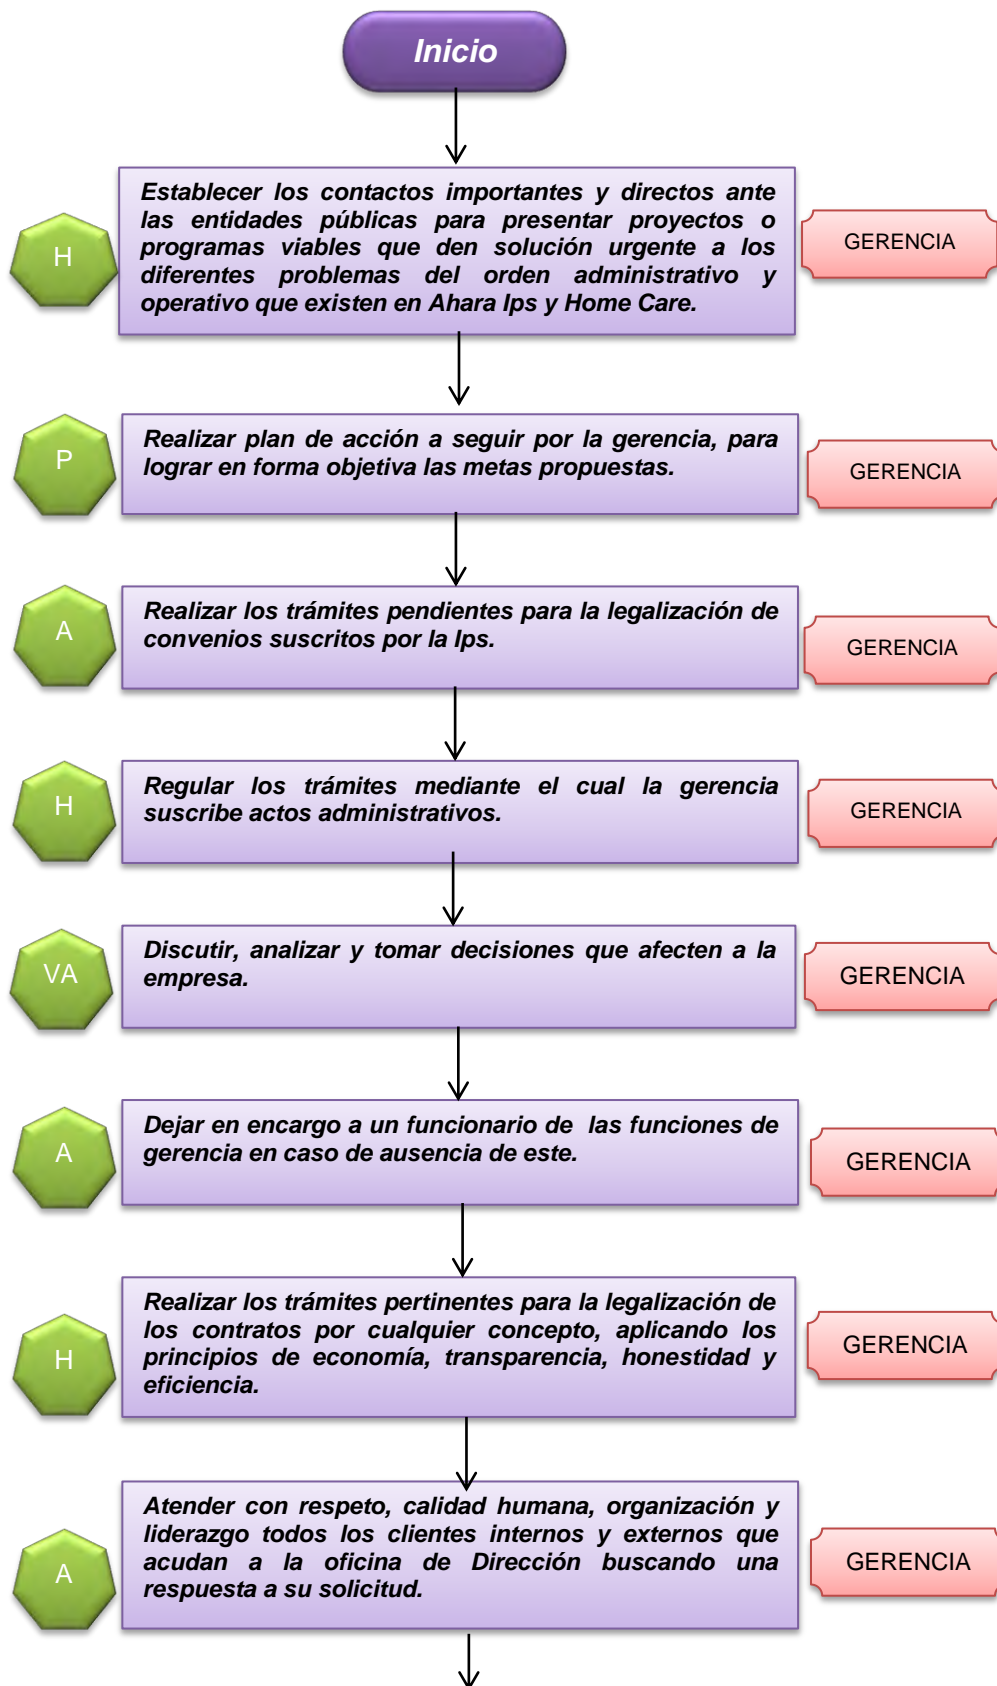 Inicio
Establecer los contactos importantes y directos ante
las entidades públicas para presentar proyectos o
programas viables que den solución urgente a los
diferentes problemas del orden administrativo y
operativo que existen en Ahara Ips y Home Care.
H
GERENCIA
Realizar plan de acción a seguir por la gerencia, para
lograr en forma objetiva las metas propuestas.
P
GERENCIA
Realizar los trámites pendientes para la legalización de
convenios suscritos por la Ips.
A
GERENCIA
Regular los trámites mediante el cual la gerencia
suscribe actos administrativos.
H
GERENCIA
Discutir, analizar y tomar decisiones que afecten a la
empresa.
VA
GERENCIA
Dejar en encargo a un funcionario de las funciones de
gerencia en caso de ausencia de este.
A
GERENCIA
Realizar los trámites pertinentes para la legalización de
los contratos por cualquier concepto, aplicando los
principios de economía, transparencia, honestidad y
eficiencia.
H
GERENCIA
Atender con respeto, calidad humana, organización y
liderazgo todos los clientes internos y externos que
acudan a la oficina de Dirección buscando una
respuesta a su solicitud.
A
GERENCIA